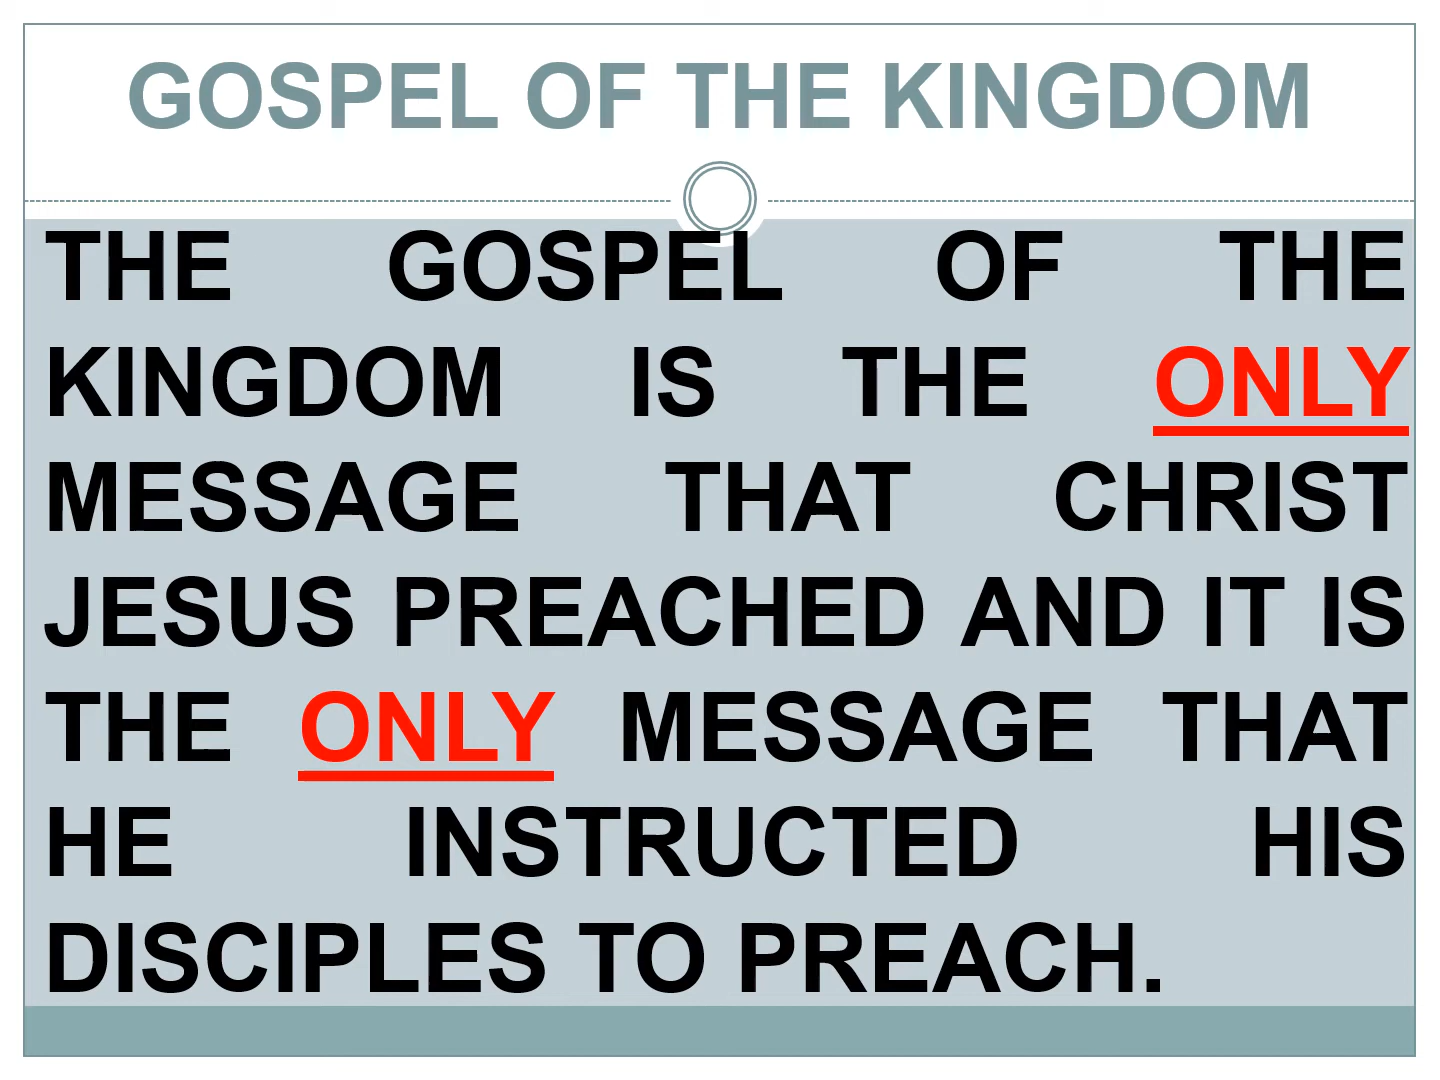 GOSPEL OF THE KINGDOM
THE GOSPEL OF THE
KINGDOM IS THE ONLY
MESSAGE THAT CHRIST
JESUS PREACHED AND IT IS
THE ONLY MESSAGE THAT
HE INSTRUCTED HIS
DISCIPLES TO PREACH.